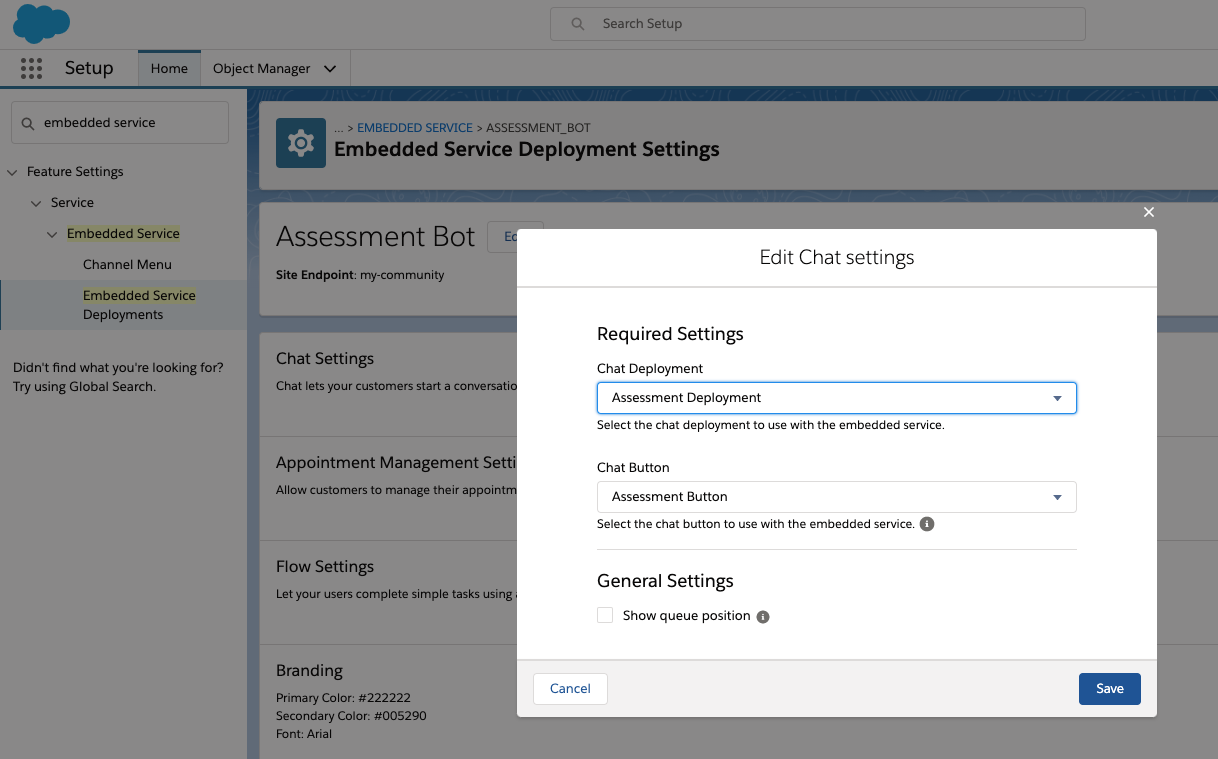 Search Setup
Setup
Home
Object Manager
embedded service
Feature Settings
Service
Embedded Service
Channel Menu
Embedded Service
Deployments
Didn't find what you're looking for?
Try using Global Search.
... > EMBEDDED SERVICE > ASSESSMENT_BOT
Embedded Service Deployment Settings
Assessment Bot
Site Endpoint: my-community
Chat Settings
Chat lets your customers start a conversatio
Appointment Management Setti
Allow customers to manage their appointm
Flow Settings
Let your users complete simple tasks using
Branding
Primary Color: #222222
Secondary Color: #005290
Font: Arial
Edit Chat settings
Required Settings
Chat Deployment
Assessment Deployment
Select the chat deployment to use with the embedded service.
Chat Button
Assessment Button
Select the chat button to use with the embedded service.
General Settings
Show queue position
Cancel
Save